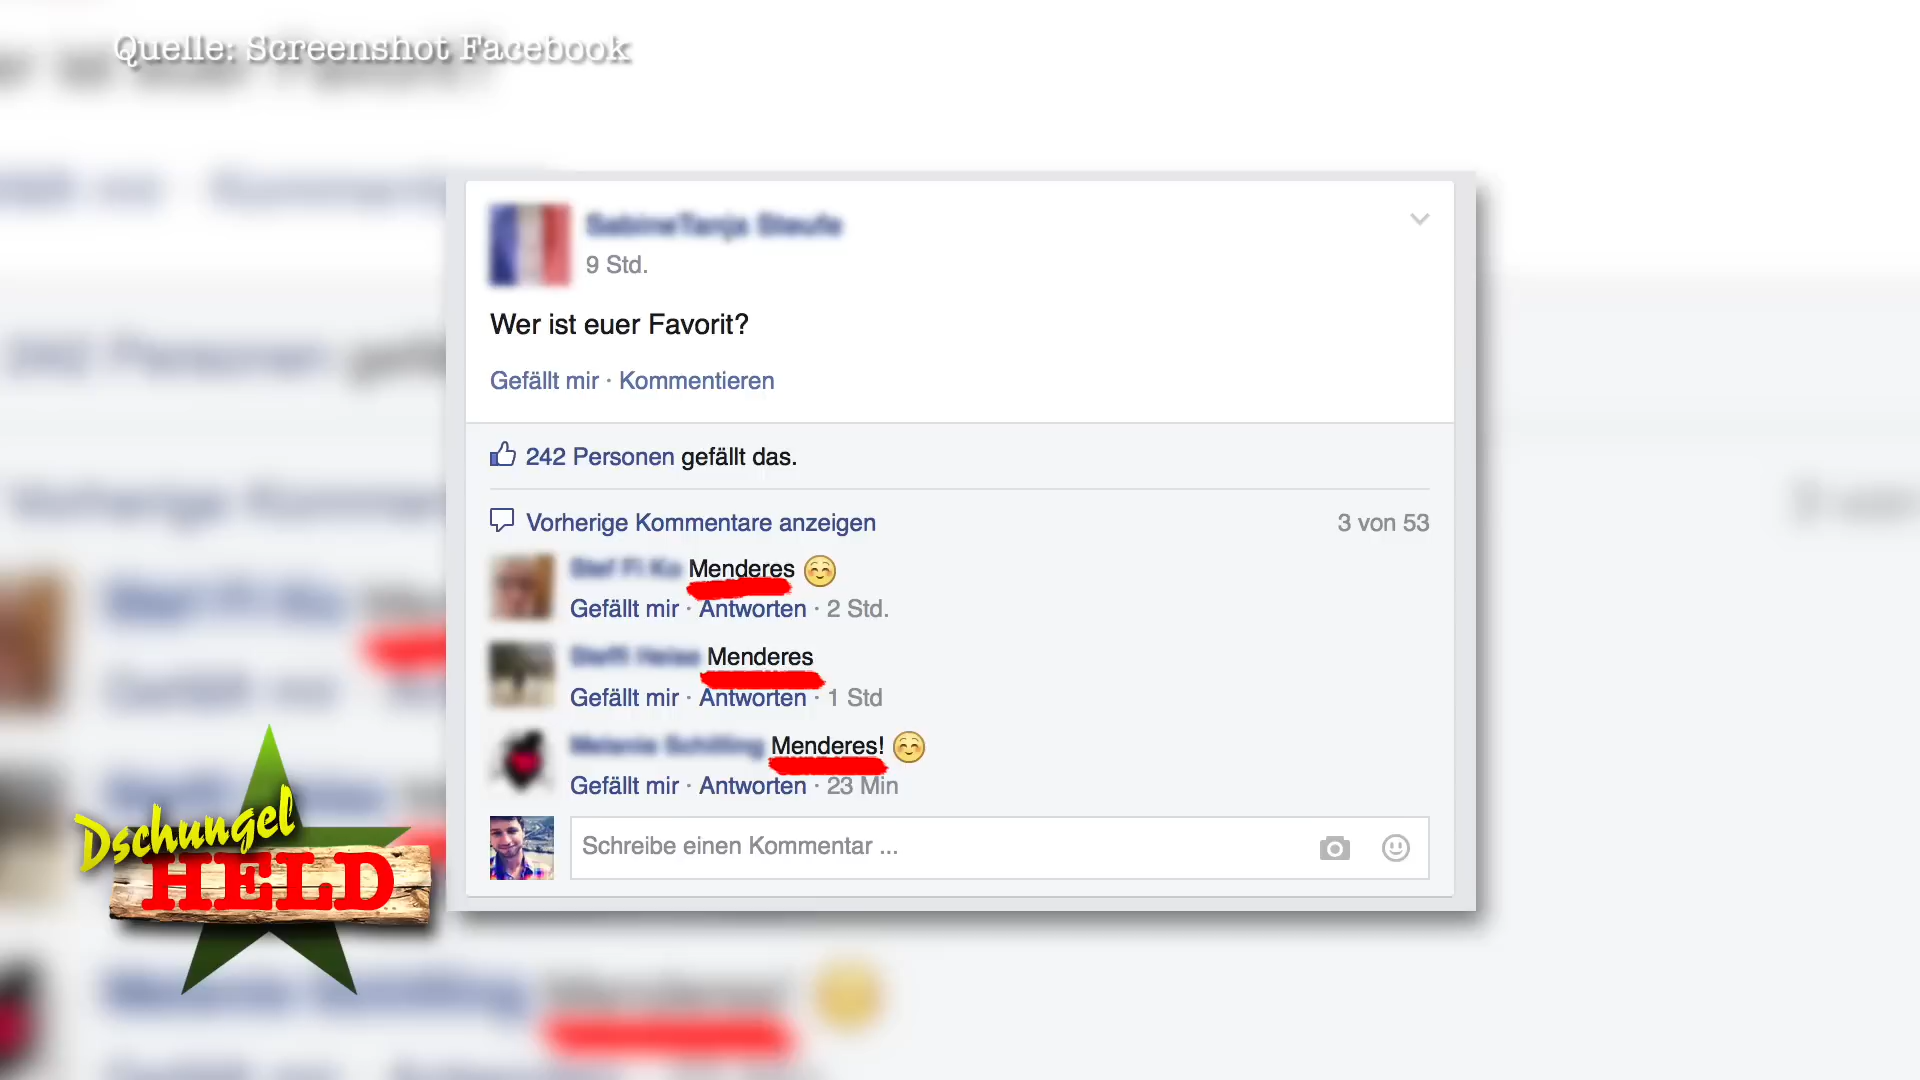 Quelle: Screenshot Facebook
9 Std.
Wer ist euer Favorit?
Gefällt mir · Kommentieren
242 Personen gefällt das.
Vorherige Kommentare anzeigen 3 von 53
Menderes
Gefällt mir · Antworten · 2 Std.
Menderes
Gefällt mir · Antworten · 1 Std
Menderes!
Gefällt mir · Antworten · 23 Min
Schreibe einen Kommentar ...
Dschungel
HELD